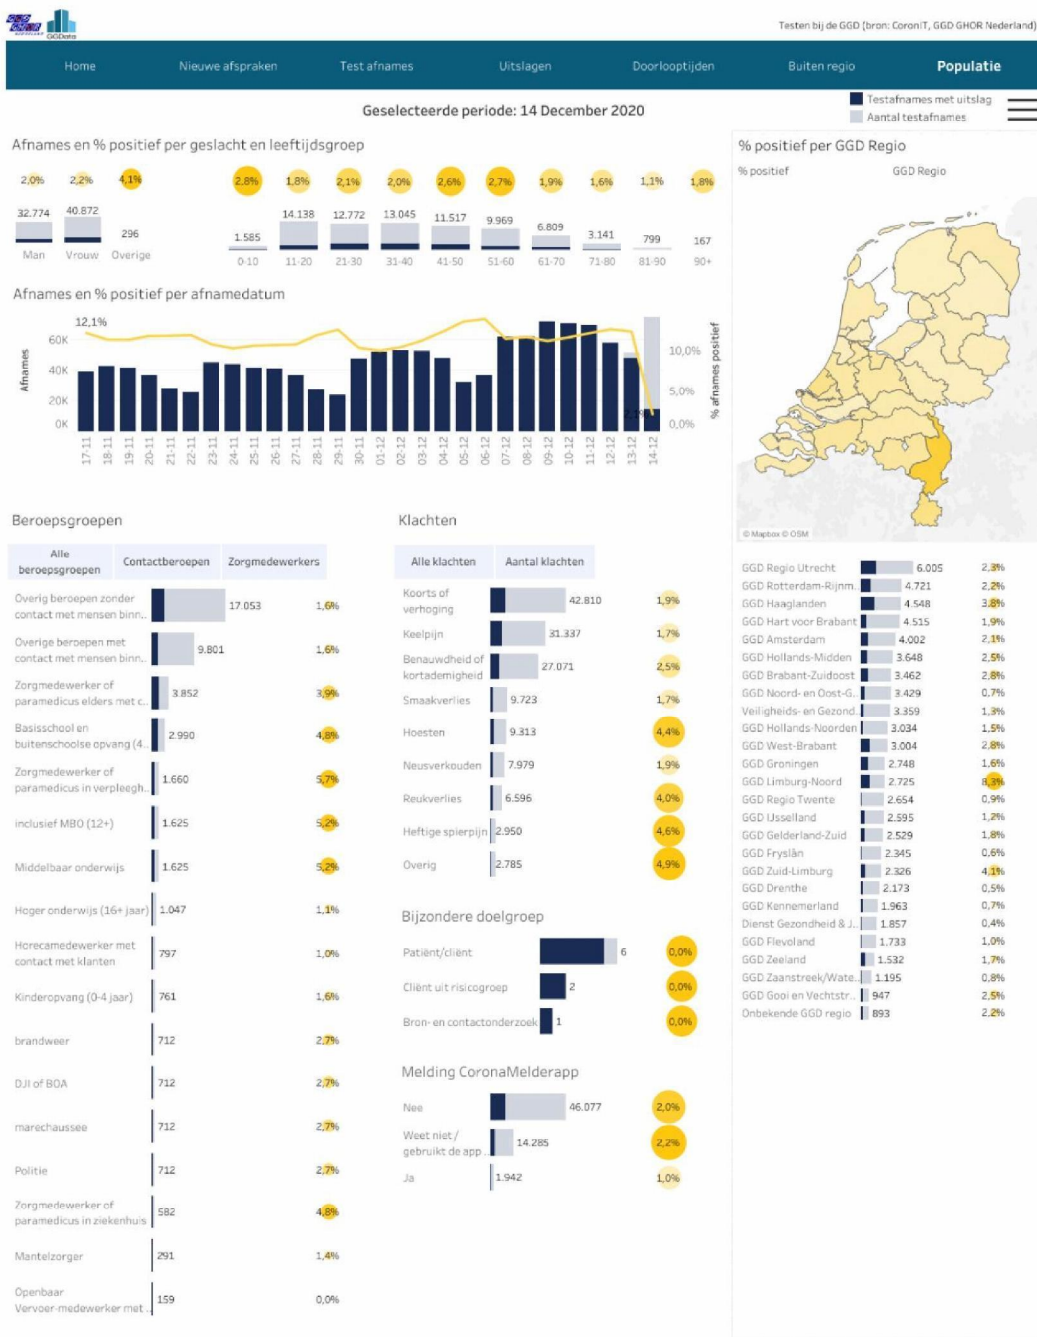 GGD GHOR NEDERLAND
GGData
Testen bij de GGD (bron: CoronIT, GGD GHOR Nederland)
Home Nieuwe afspraken Test afnames Uitslagen Doorlooptijden Buiten regio Populatie
Geselecteerde periode: 14 December 2020
Testafnames met uitslag
Aantal testafnames
Afnames en % positief per geslacht en leeftijdsgroep
2,0% 2,2% 4,1% 2,8% 1,8% 2,1% 2,0% 2,6% 2,7% 1,9% 1,6% 1,1% 1,8%
32.774 40.872 296 1.585 14.138 12.772 13.045 11.517 9.969 6.809 3.141 799 167
Man Vrouw Overige 0-10 11-20 21-30 31-40 41-50 51-60 61-70 71-80 81-90 90+
Afnames en % positief per afnamedatum
12,1%
Afnames
60K
40K
20K
0K
% afnames positief
10,0%
5,0%
0,0%
2,1%
17-11 18-11 19-11 20-11 21-11 22-11 23-11 24-11 25-11 26-11 27-11 28-11 29-11 30-11 01-12 02-12 03-12 04-12 05-12 06-12 07-12 08-12 09-12 10-12 11-12 12-12 13-12 14-12
Beroepsgroepen
Alle
beroepsgroepen
Contactberoepen
Zorgmedewerkers
Overig beroepen zonder
contact met mensen binn.. 17.053 1,6%
Overige beroepen met
contact met mensen binn.. 9.801 1,6%
Zorgmedewerker of
paramedicus elders met c.. 3.852 3,9%
Basisschool en
buitenschoolse opvang (4.. 2.990 4,8%
Zorgmedewerker of
paramedicus in verpleegh.. 1.660 5,7%
inclusief MBO (12+) 1.625 5,2%
Middelbaar onderwijs 1.625 5,2%
Hoger onderwijs (16+ jaar) 1.047 1,1%
Horecamedewerker met
contact met klanten 797 1,0%
Kinderopvang (0-4 jaar) 761 1,6%
brandweer 712 2,7%
DJI of BOA 712 2,7%
marechaussee 712 2,7%
Politie 712 2,7%
Zorgmedewerker of
paramedicus in ziekenhuis 582 4,8%
Mantelzorger 291 1,4%
Openbaar
Vervoer-medewerker met .. 159 0,0%
Klachten
Alle klachten Aantal klachten
Koorts of
verhoging 42.810 1,9%
Keelpijn 31.337 1,7%
Benauwdheid of
kortademigheid 27.071 2,5%
Smaakverlies 9.723 1,7%
Hoesten 9.313 4,4%
Neusverkouden 7.979 1,9%
Reukverlies 6.596 4,0%
Heftige spierpijn 2.950 4,6%
Overig 2.785 4,9%
Bijzondere doelgroep
Patiënt/cliënt 6 0,0%
Cliënt uit risicogroep 2 0,0%
Bron- en contactonderzoek 1 0,0%
Melding CoronaMelderapp
Nee 46.077 2,0%
Weet niet /
gebruikt de app .. 14.285 2,2%
Ja 1.942 1,0%
% positief per GGD Regio
% positief GGD Regio
© Mapbox © OSM
GGD Regio Utrecht 6.005 2,3%
GGD Rotterdam-Rijnm.. 4.721 2,2%
GGD Haaglanden 4.548 3,8%
GGD Hart voor Brabant 4.515 1,9%
GGD Amsterdam 4.002 2,1%
GGD Hollands-Midden 3.648 2,5%
GGD Brabant-Zuidoost 3.462 2,8%
GGD Noord- en Oost-G.. 3.429 0,7%
Veiligheids- en Gezond.. 3.359 1,3%
GGD Hollands-Noorden 3.034 1,5%
GGD West-Brabant 3.004 2,8%
GGD Groningen 2.748 1,6%
GGD Limburg-Noord 2.725 8,3%
GGD Regio Twente 2.654 0,9%
GGD IJsselland 2.595 1,2%
GGD Gelderland-Zuid 2.529 1,8%
GGD Fryslân 2.345 0,6%
GGD Zuid-Limburg 2.326 4,1%
GGD Drenthe 2.173 0,5%
GGD Kennemerland 1.963 0,7%
Dienst Gezondheid & J.. 1.857 0,4%
GGD Flevoland 1.733 1,0%
GGD Zeeland 1.532 1,7%
GGD Zaanstreek/Wate.. 1.195 0,8%
GGD Gooi en Vechtstr.. 947 2,5%
Onbekende GGD regio 893 2,2%